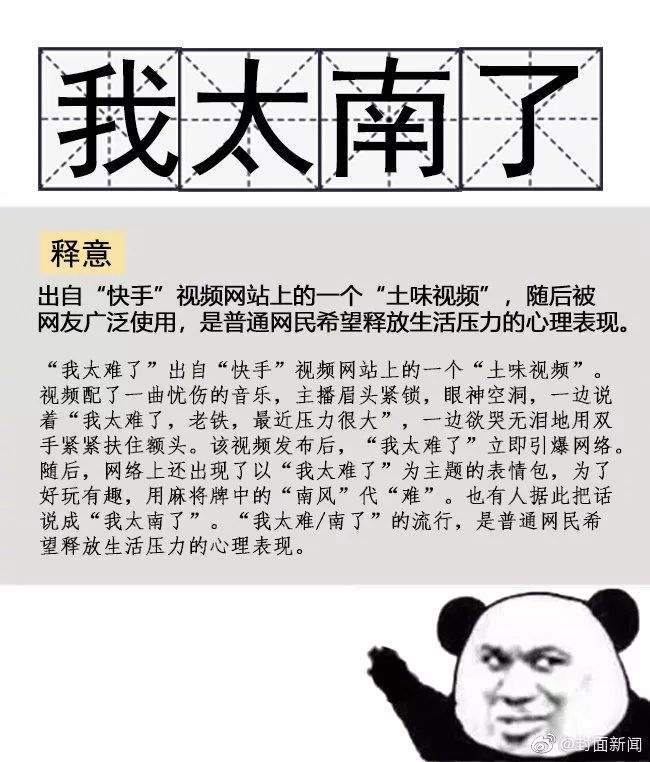 我太南了
释意
出自“快手”视频网站上的一个“土味视频”，随后被
网友广泛使用，是普通网民希望释放生活压力的心理表现。
“我太难了”出自“快手”视频网站上的一个“土味视频”。
视频配了一曲忧伤的音乐，主播眉头紧锁，眼神空洞，一边说
着“我太难了，老铁，最近压力很大”，一边欲哭无泪地用双
手紧紧扶住额头。该视频发布后，“我太难了”立即引爆网络。
随后，网络上还出现了以“我太难了”为主题的表情包，为了
好玩有趣，用麻将牌中的“南风”代“难”。也有人据此把话
说成“我太南了”。“我太难/南了”的流行，是普通网民希
望释放生活压力的心理表现。
@封面新闻